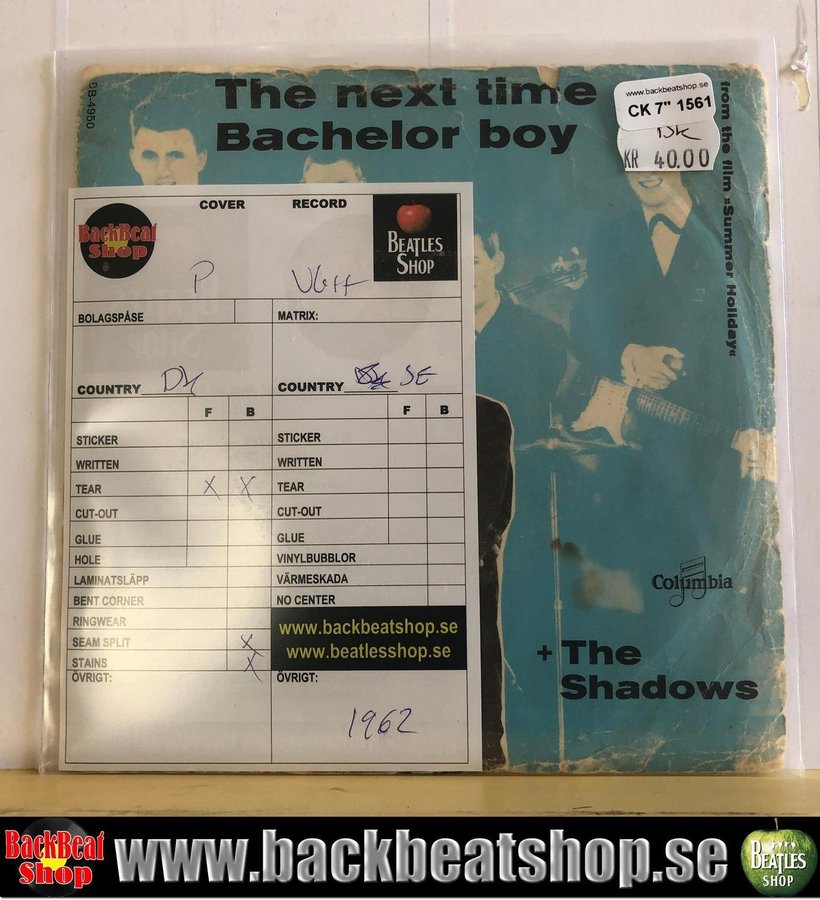 DB-4950
The next time
Bachelor boy
www.backbeatshop.se
CK 7" 1561
KR 40.00
from the film »Summer Holiday«
COVER RECORD
BackBeat
Shop
BEATLES
SHOP
P VG++
BOLAGSPÅSE MATRIX:
COUNTRY DK COUNTRY SE
F B F B
STICKER STICKER
WRITTEN WRITTEN
TEAR X X TEAR
CUT-OUT CUT-OUT
GLUE GLUE
HOLE VINYLBUBBLOR
LAMINATSLÄPP VÄRMESKADA
BENT CORNER NO CENTER
RINGWEAR
SEAM SPLIT X
STAINS X
www.backbeatshop.se
www.beatlesshop.se
ÖVRIGT: ÖVRIGT:
1962
Columbia
+ The
Shadows
BackBeat
Shop
www.backbeatshop.se
BEATLES
SHOP